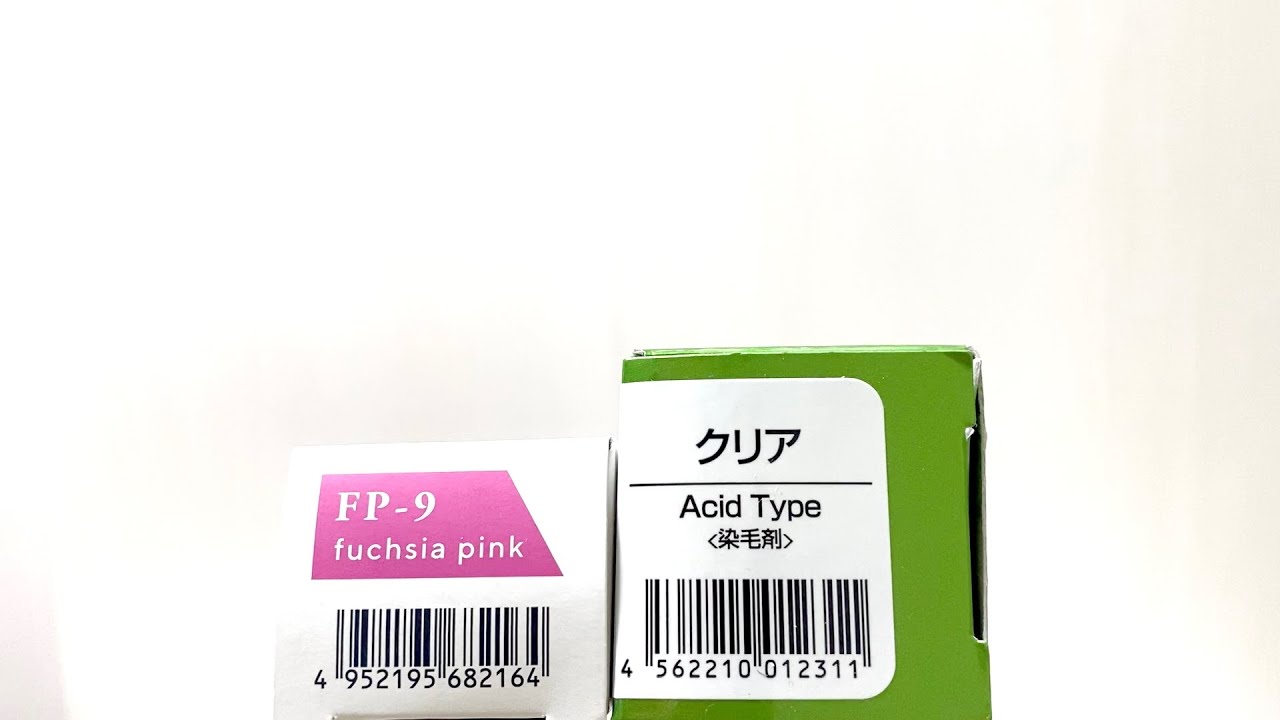 FP-9
fuchsia pink
4 952195 682164
クリア
Acid Type
<染毛剤>
4 562210 012311